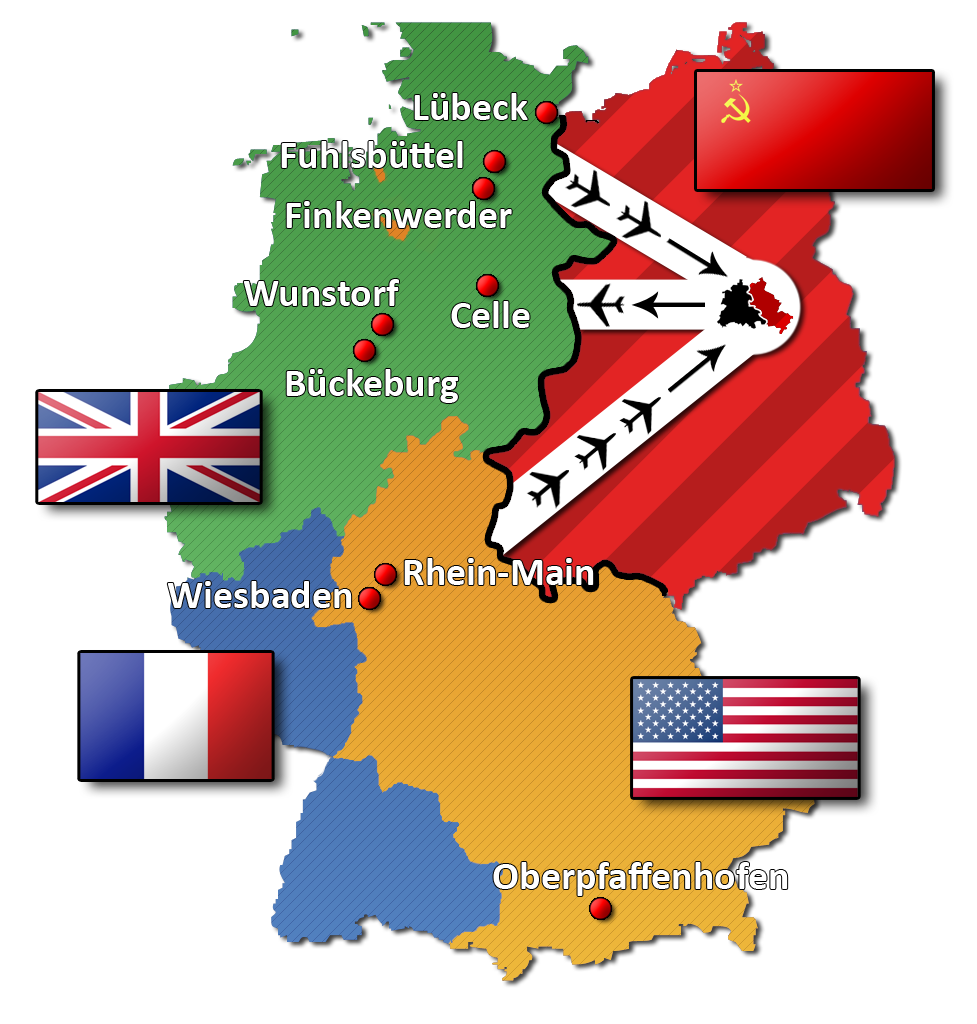 Lübeck
Fuhlsbüttel
Finkenwerder
Wunstorf
Celle
Bückeburg
Rhein-Main
Wiesbaden
Oberpfaffenhofen